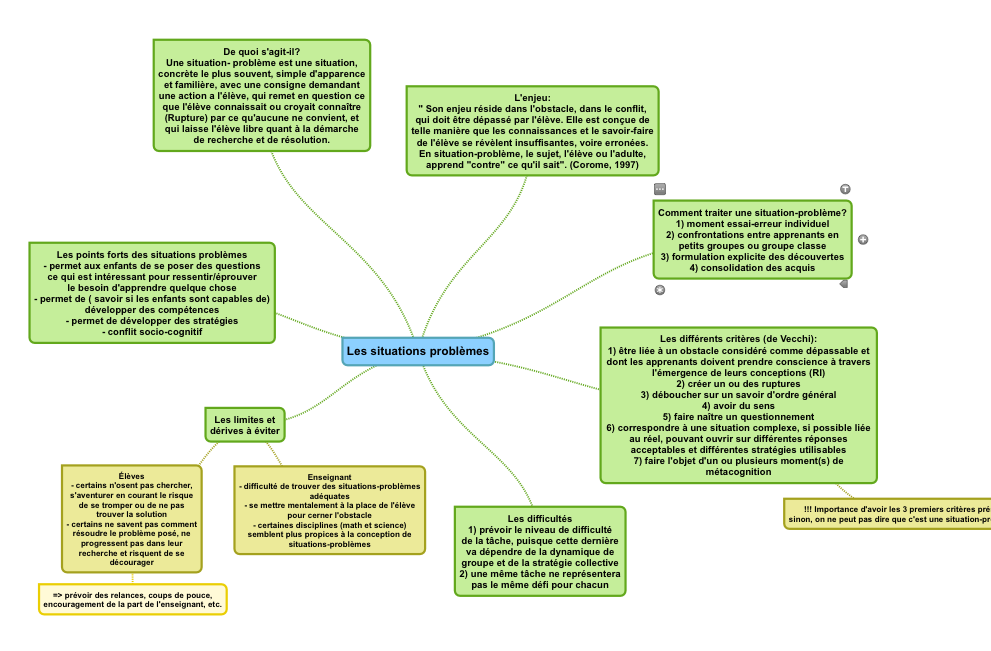 De quoi s'agit-il?
Une situation- problème est une situation,
concrète le plus souvent, simple d'apparence
et familière, avec une consigne demandant
une action a l'élève, qui remet en question ce
que l'élève connaissait ou croyait connaître
(Rupture) par ce qu'aucune ne convient, et
qui laisse l'élève libre quant à la démarche
de recherche et de résolution.
L'enjeu:
" Son enjeu réside dans l'obstacle, dans le conflit,
qui doit être dépassé par l'élève. Elle est conçue de
telle manière que les connaissances et le savoir-faire
de l'élève se révèlent insuffisantes, voire erronées.
En situation-problème, le sujet, l'élève ou l'adulte,
apprend "contre" ce qu'il sait". (Corome, 1997)
Comment traiter une situation-problème?
1) moment essai-erreur individuel
2) confrontations entre apprenants en
petits groupes ou groupe classe
3) formulation explicite des découvertes
4) consolidation des acquis
Les points forts des situations problèmes
- permet aux enfants de se poser des questions
ce qui est intéressant pour ressentir/éprouver
le besoin d'apprendre quelque chose
- permet de ( savoir si les enfants sont capables de)
développer des compétences
- permet de développer des stratégies
- conflit socio-cognitif
Les situations problèmes
Les différents critères (de Vecchi):
1) être liée à un obstacle considéré comme dépassable et
dont les apprenants doivent prendre conscience à travers
l'émergence de leurs conceptions (RI)
2) créer un ou des ruptures
3) déboucher sur un savoir d'ordre général
4) avoir du sens
5) faire naître un questionnement
6) correspondre à une situation complexe, si possible liée
au réel, pouvant ouvrir sur différentes réponses
acceptables et différentes stratégies utilisables
7) faire l'objet d'un ou plusieurs moment(s) de
métacognition
!!! Importance d'avoir les 3 premiers critères
sinon, on ne peut pas dire que c'est une
Les limites et
dérives à éviter
Élèves
- certains n'osent pas chercher,
s'aventurer en courant le risque
de se tromper ou de ne pas
trouver la solution
- certains ne savent pas comment
résoudre le problème posé, ne
progressent pas dans leur
recherche et risquent de se
décourager
=> prévoir des relances, coups de pouce,
encouragement de la part de l'enseignant, etc.
Enseignant
- difficulté de trouver des situations-problèmes
adéquates
- se mettre mentalement à la place de l'élève
pour cerner l'obstacle
- certaines disciplines (math et science)
semblent plus propices à la conception de
situations-problèmes
Les difficultés
1) prévoir le niveau de difficulté
de la tâche, puisque cette dernière
va dépendre de la dynamique de
groupe et de la stratégie collective
2) une même tâche ne représentera
pas le même défi pour chacun